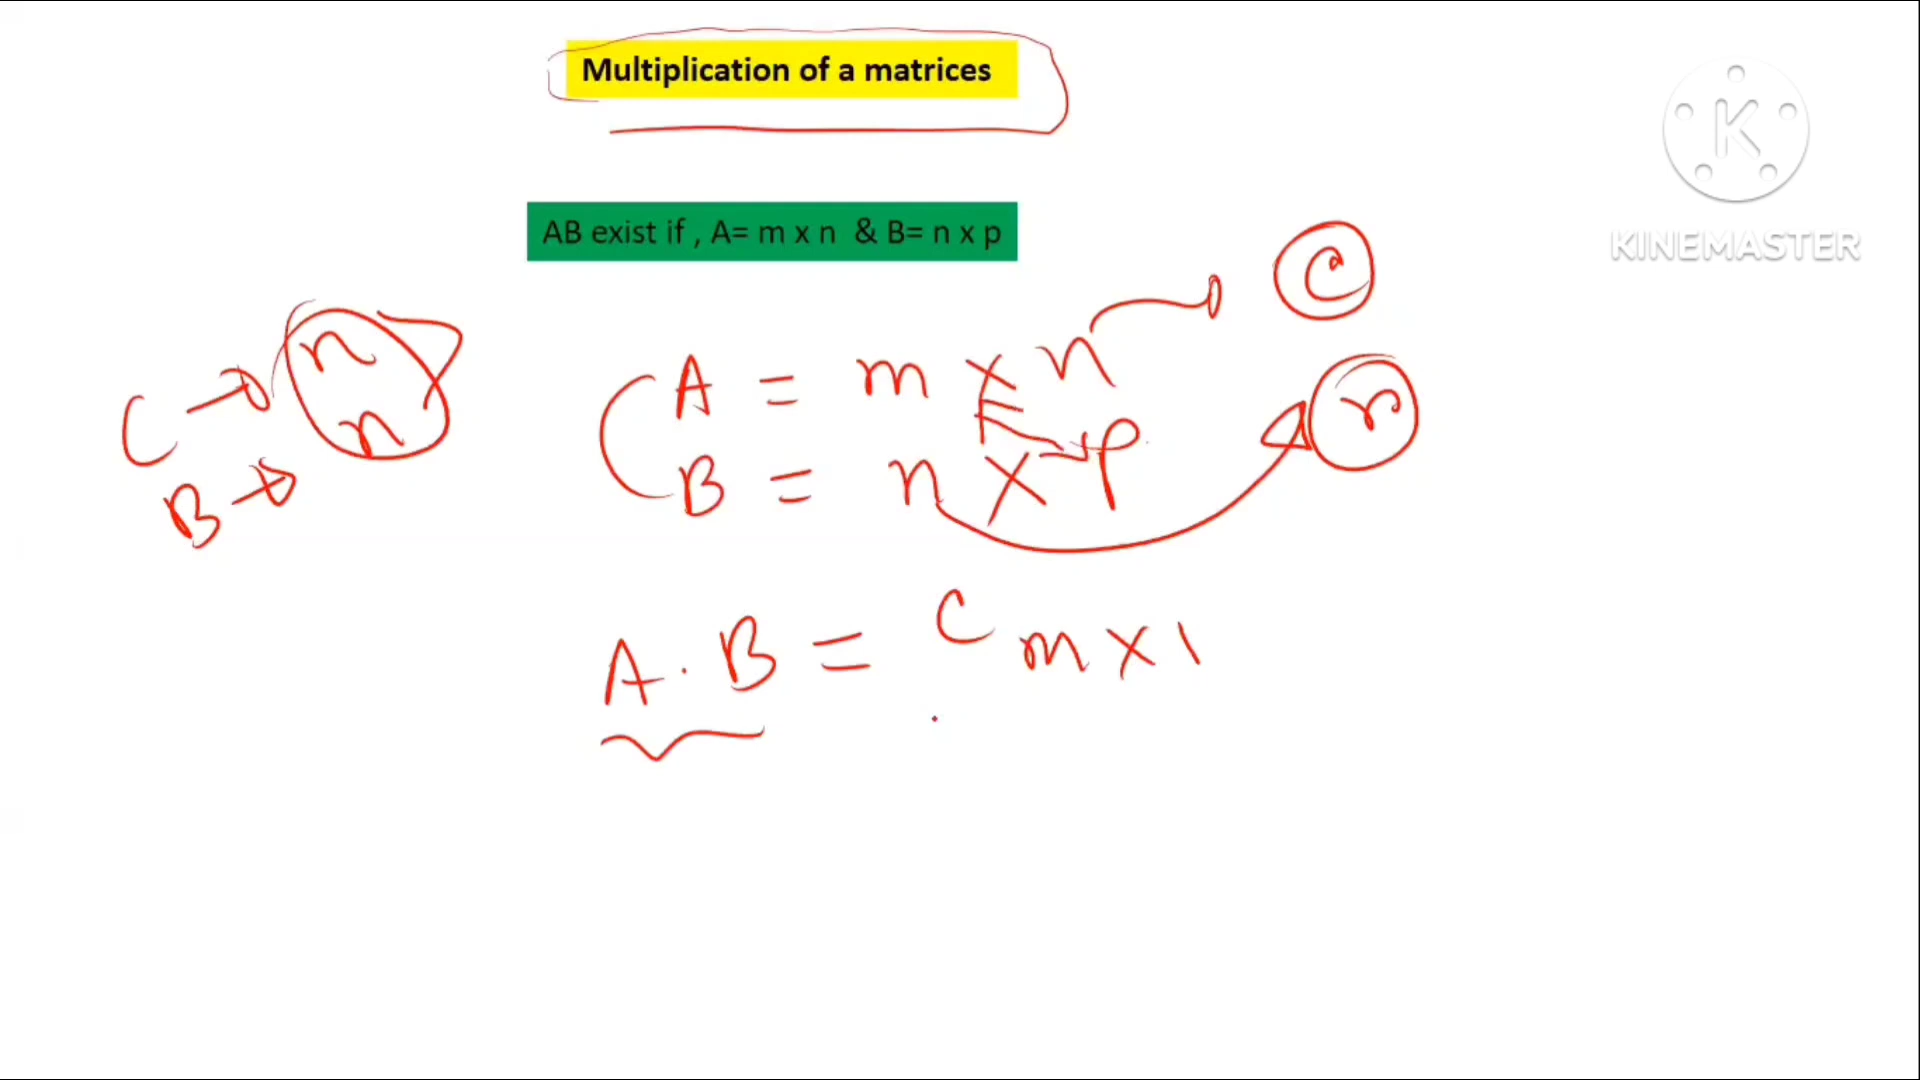 Multiplication of a matrices
K
KINEMASTER
AB exist if , A= m x n & B= n x p
C
n
A = m x n
r
C → n
B = n x p
B →
A . B = C m x